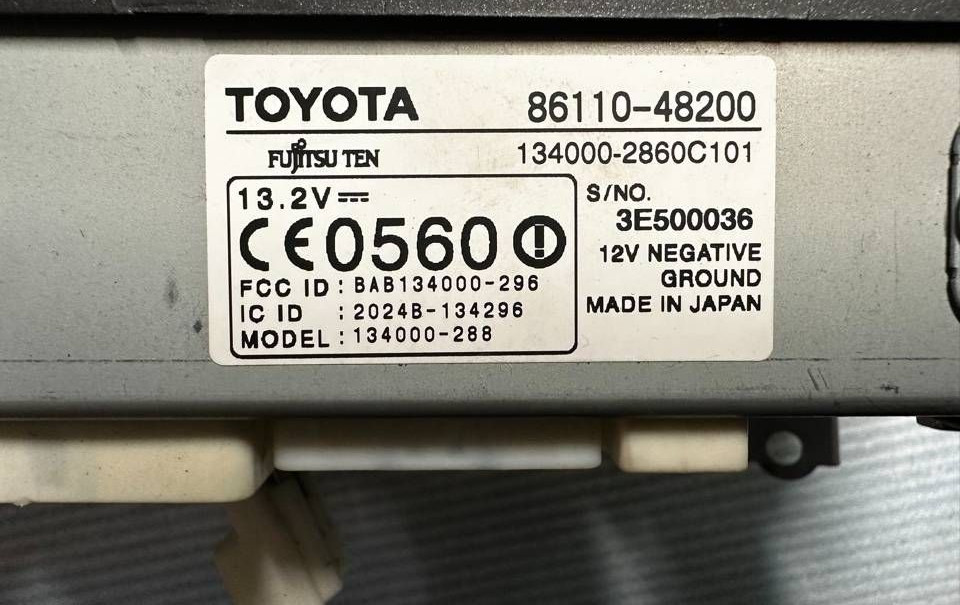 TOYOTA 86110-48200
FUJITSU TEN 134000-2860C101
13.2V
CE0560
FCC ID : BAB134000-296
IC ID : 2024B-134296
MODEL : 134000-288
S/NO.
3E500036
12V NEGATIVE
GROUND
MADE IN JAPAN